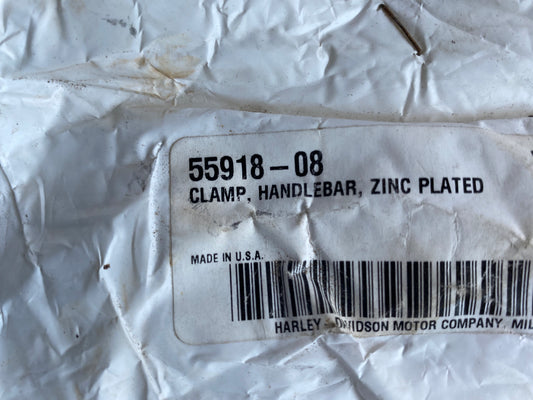 55918-08
CLAMP, HANDLEBAR, ZINC PLATED
MADE IN U.S.A.
HARLEY-DAVIDSON MOTOR COMPANY, MIL